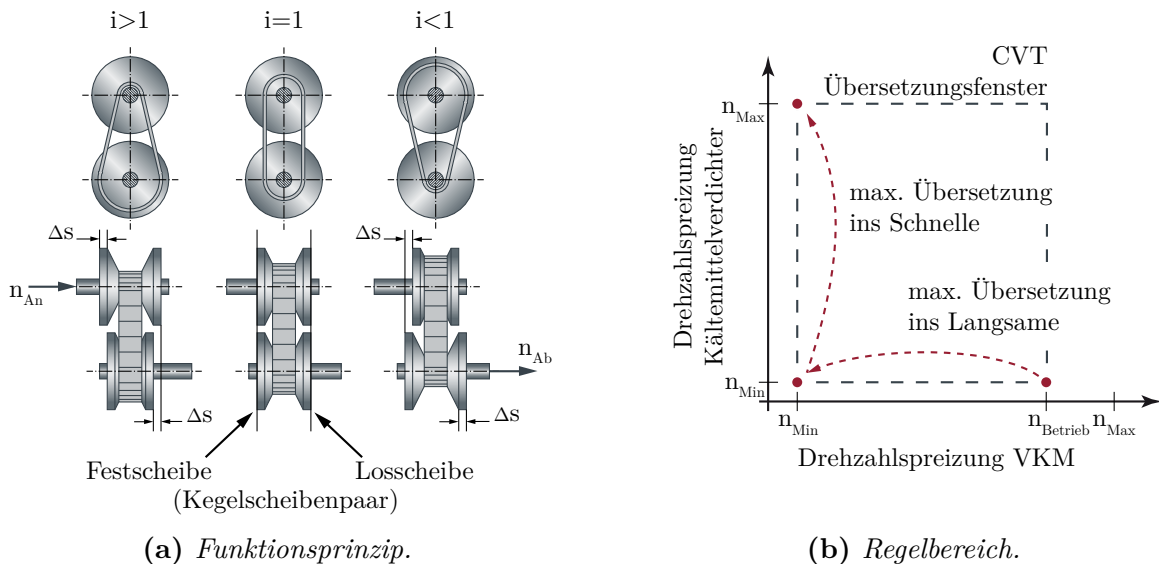 i>1
i=1
i<1
ΔS
ΔS
n_An
n_Ab
ΔS
ΔS
Festscheibe
Losscheibe
(Kegelscheibenpaar)
(a) Funktionsprinzip.
CVT
Übersetzungsfenster
n_Max
max. Übersetzung
ins Schnelle
max. Übersetzung
ins Langsame
n_Min
Drehzahlspreizung
Kältemittelverdichter
n_Min
n_Betrieb
n_Max
Drehzahlspreizung VKM
(b) Regelbereich.